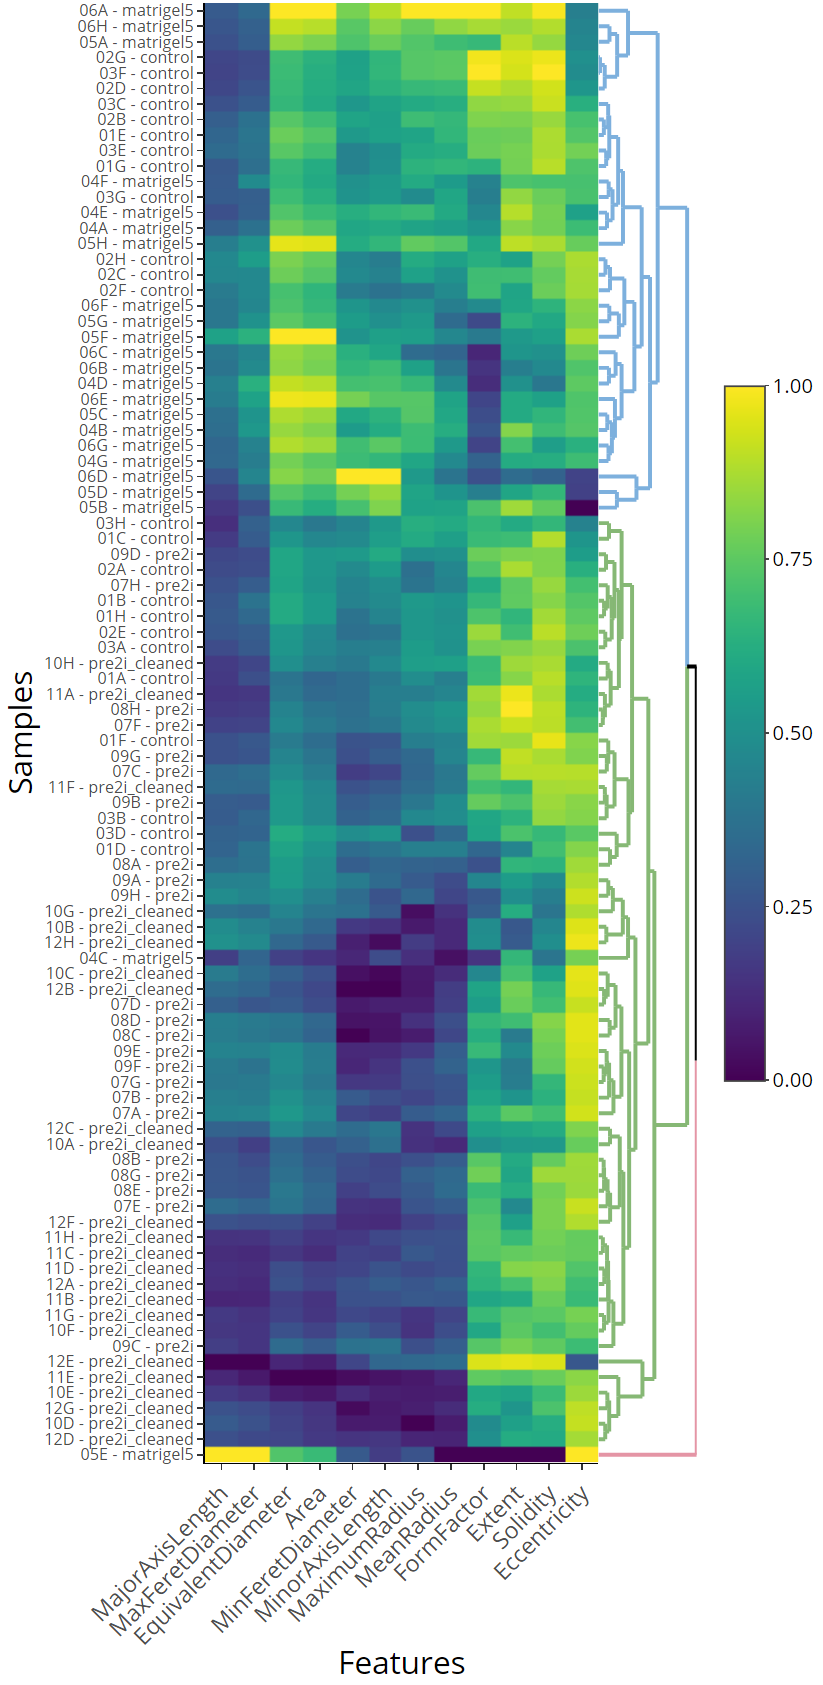 06A - matrigel5
06H - matrigel5
05A - matrigel5
02G - control
03F - control
02D - control
03C - control
02B - control
01E - control
03E - control
01G - control
04F - matrigel5
03G - control
04E - matrigel5
04A - matrigel5
05H - matrigel5
02H - control
02C - control
02F - control
06F - matrigel5
05G - matrigel5
05F - matrigel5
06C - matrigel5
06B - matrigel5
04D - matrigel5
06E - matrigel5
05C - matrigel5
04B - matrigel5
06G - matrigel5
04G - matrigel5
06D - matrigel5
05D - matrigel5
05B - matrigel5
03H - control
01C - control
09D - pre2i
02A - control
07H - pre2i
01B - control
01H - control
02E - control
03A - control
10H - pre2i_cleaned
01A - control
11A - pre2i_cleaned
08H - pre2i
07F - pre2i
01F - control
09G - pre2i
07C - pre2i
11F - pre2i_cleaned
09B - pre2i
03B - control
03D - control
01D - control
08A - pre2i
09A - pre2i
09H - pre2i
10G - pre2i_cleaned
10B - pre2i_cleaned
12H - pre2i_cleaned
04C - matrigel5
10C - pre2i_cleaned
12B - pre2i_cleaned
07D - pre2i
08D - pre2i
08C - pre2i
09E - pre2i
09F - pre2i
07G - pre2i
07B - pre2i
07A - pre2i
12C - pre2i_cleaned
10A - pre2i_cleaned
08B - pre2i
08G - pre2i
08E - pre2i
07E - pre2i
12F - pre2i_cleaned
11H - pre2i_cleaned
11C - pre2i_cleaned
11D - pre2i_cleaned
12A - pre2i_cleaned
11B - pre2i_cleaned
11G - pre2i_cleaned
10F - pre2i_cleaned
09C - pre2i
12E - pre2i_cleaned
11E - pre2i_cleaned
10E - pre2i_cleaned
12G - pre2i_cleaned
10D - pre2i_cleaned
12D - pre2i_cleaned
05E - matrigel5
Samples
1.00
0.75
0.50
0.25
0.00
MajorAxisLength
MaxFeretDiameter
EquivalentDiameter
Area
MinFeretDiameter
MinorAxisLength
MaximumRadius
MeanRadius
FormFactor
Extent
Solidity
Eccentricity
Features